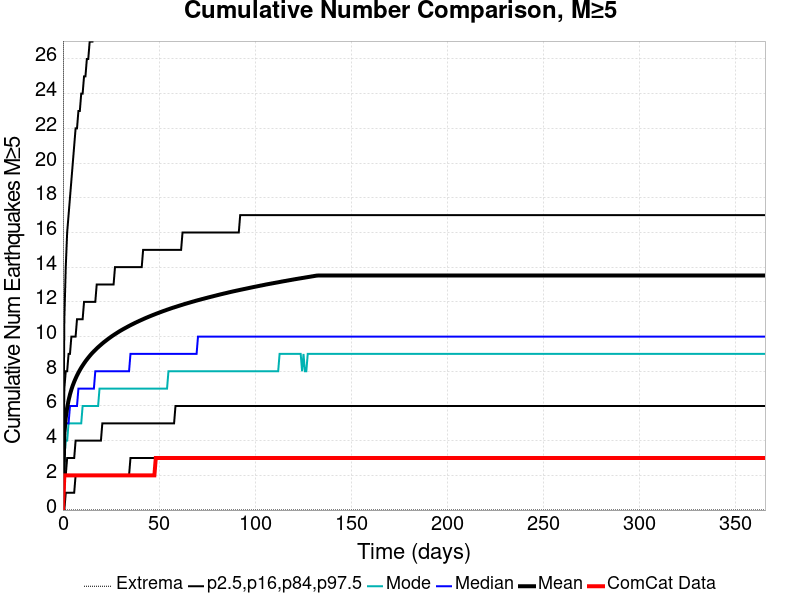 Cumulative Number Comparison, M≥5
Cumulative Num Earthquakes M≥5
26
24
22
20
18
16
14
12
10
8
6
4
2
0
0 50 100 150 200 250 300 350
Time (days)
Extrema p2.5,p16,p84,p97.5 Mode Median Mean ComCat Data